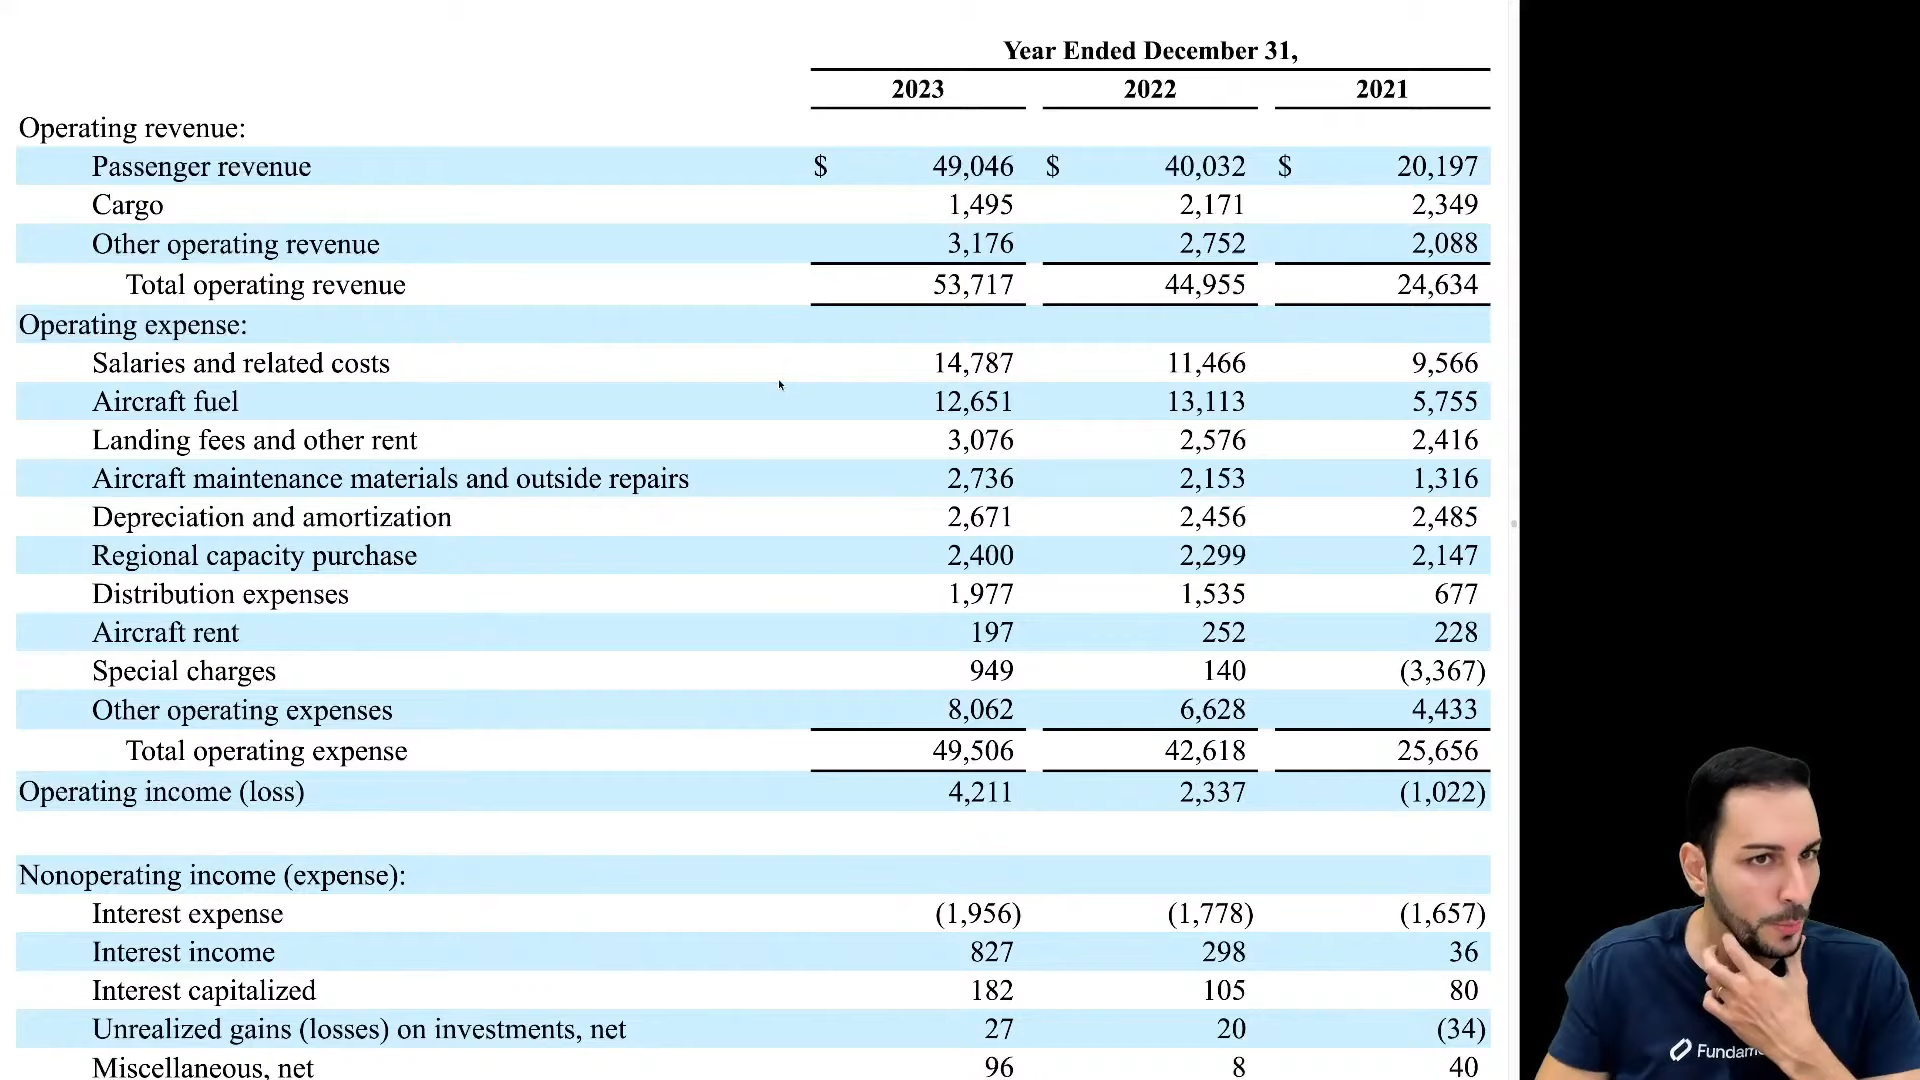 Year Ended December 31,
2023 2022 2021
Operating revenue:
Passenger revenue $ 49,046 $ 40,032 $ 20,197
Cargo 1,495 2,171 2,349
Other operating revenue 3,176 2,752 2,088
Total operating revenue 53,717 44,955 24,634
Operating expense:
Salaries and related costs 14,787 11,466 9,566
Aircraft fuel 12,651 13,113 5,755
Landing fees and other rent 3,076 2,576 2,416
Aircraft maintenance materials and outside repairs 2,736 2,153 1,316
Depreciation and amortization 2,671 2,456 2,485
Regional capacity purchase 2,400 2,299 2,147
Distribution expenses 1,977 1,535 677
Aircraft rent 197 252 228
Special charges 949 140 (3,367)
Other operating expenses 8,062 6,628 4,433
Total operating expense 49,506 42,618 25,656
Operating income (loss) 4,211 2,337 (1,022)
Nonoperating income (expense):
Interest expense (1,956) (1,778) (1,657)
Interest income 827 298 36
Interest capitalized 182 105 80
Unrealized gains (losses) on investments, net 27 20 (34)
Miscellaneous, net 96 8 40